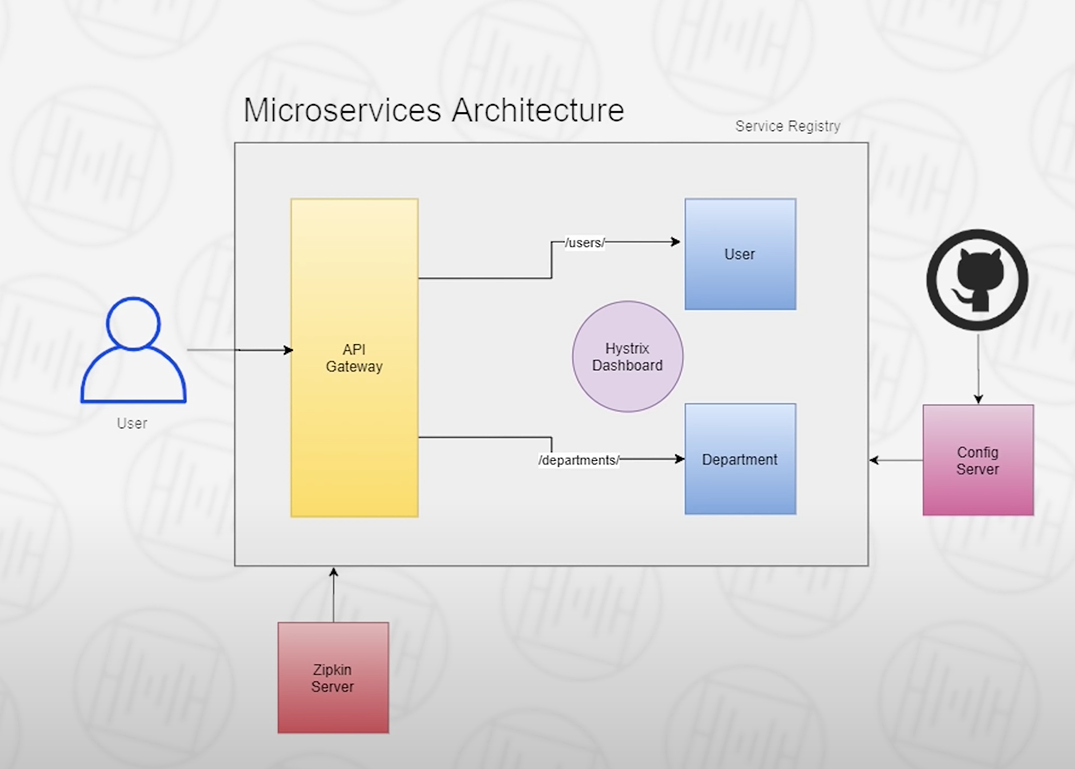 Microservices Architecture
Service Registry
/users/
User
API
Gateway
Hystrix
Dashboard
User
/departments/
Department
Config
Server
Zipkin
Server